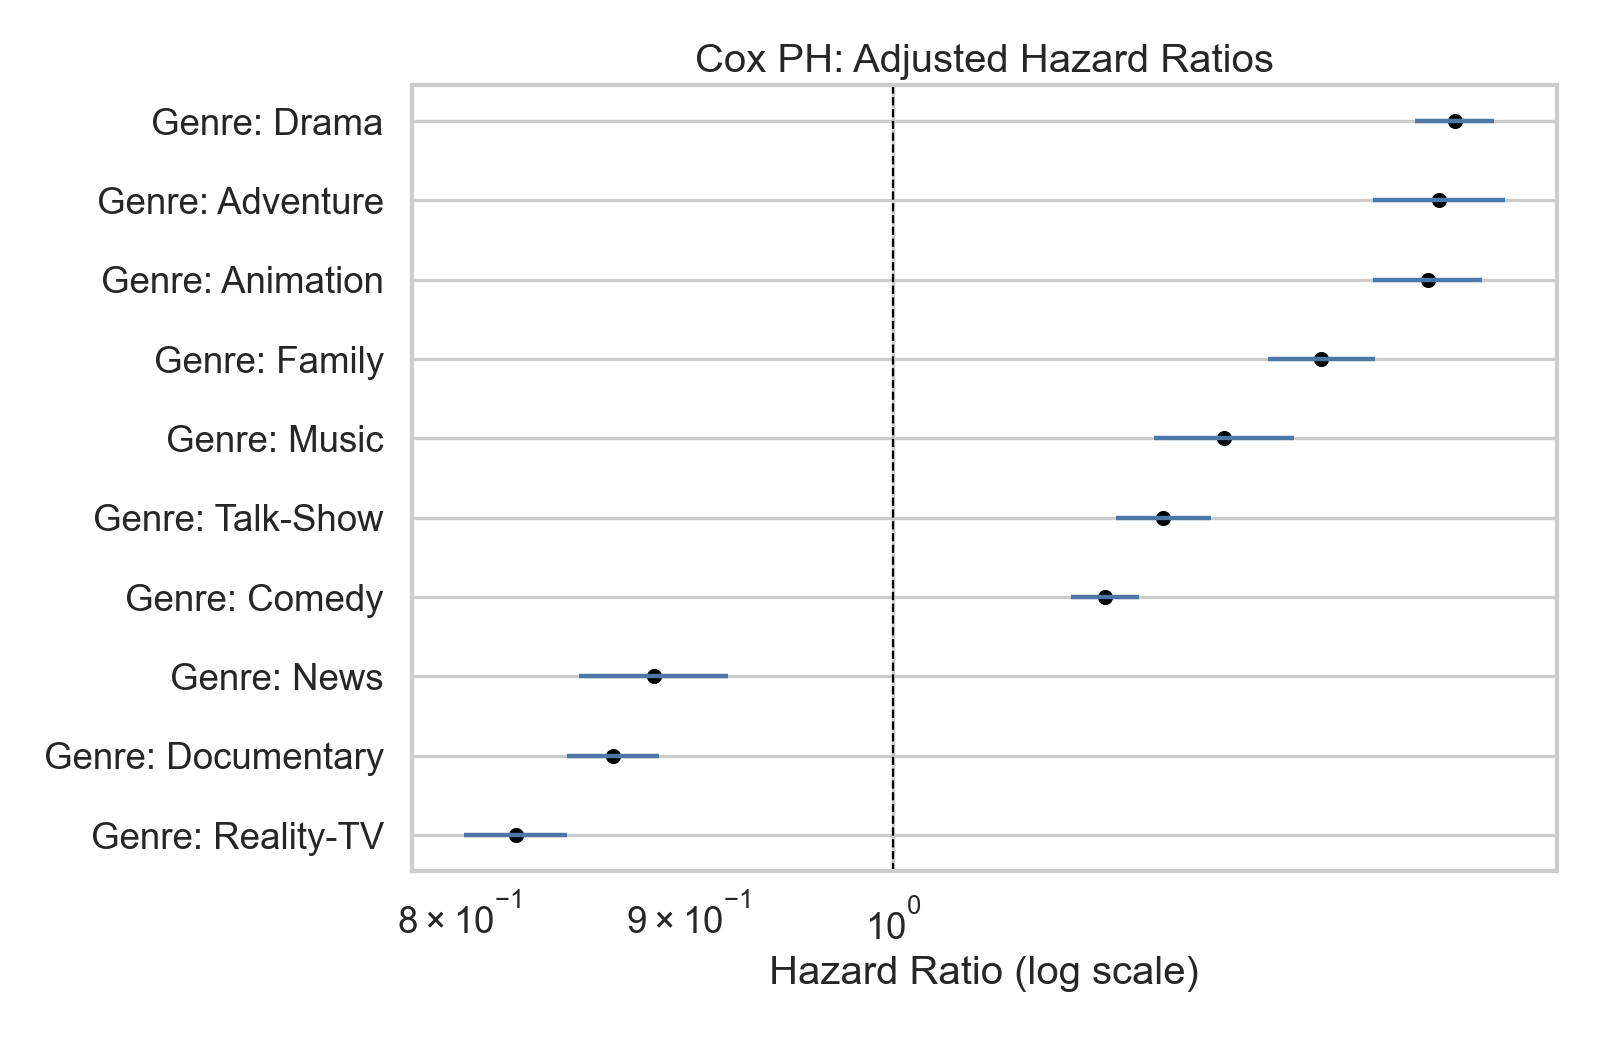 Cox PH: Adjusted Hazard Ratios
Genre: Drama
Genre: Adventure
Genre: Animation
Genre: Family
Genre: Music
Genre: Talk-Show
Genre: Comedy
Genre: News
Genre: Documentary
Genre: Reality-TV
8 × 10⁻¹ 9 × 10⁻¹ 10⁰
Hazard Ratio (log scale)